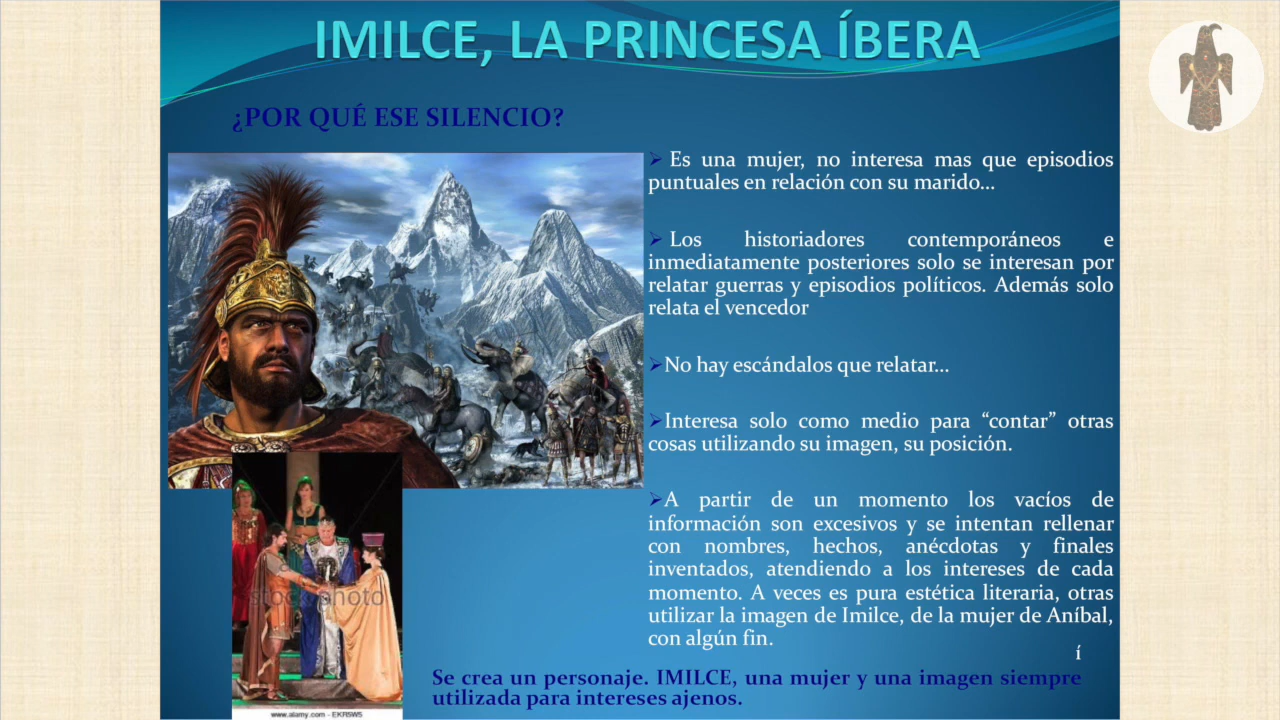 IMILCE, LA PRINCESA ÍBERA
¿POR QUÉ ESE SILENCIO?
Es una mujer, no interesa mas que episodios
puntuales en relación con su marido...
Los historiadores contemporáneos e
inmediatamente posteriores solo se interesan por
relatar guerras y episodios políticos. Además solo
relata el vencedor
No hay escándalos que relatar...
Interesa solo como medio para “contar” otras
cosas utilizando su imagen, su posición.
A partir de un momento los vacíos de
información son excesivos y se intentan rellenar
con nombres, hechos, anécdotas y finales
inventados, atendiendo a los intereses de cada
momento. A veces es pura estética literaria, otras
utilizar la imagen de Imilce, de la mujer de Aníbal,
con algún fin.
í
Se crea un personaje. IMILCE, una mujer y una imagen siempre
utilizada para intereses ajenos.
stock photo
www.alamy.com - EKR5W5